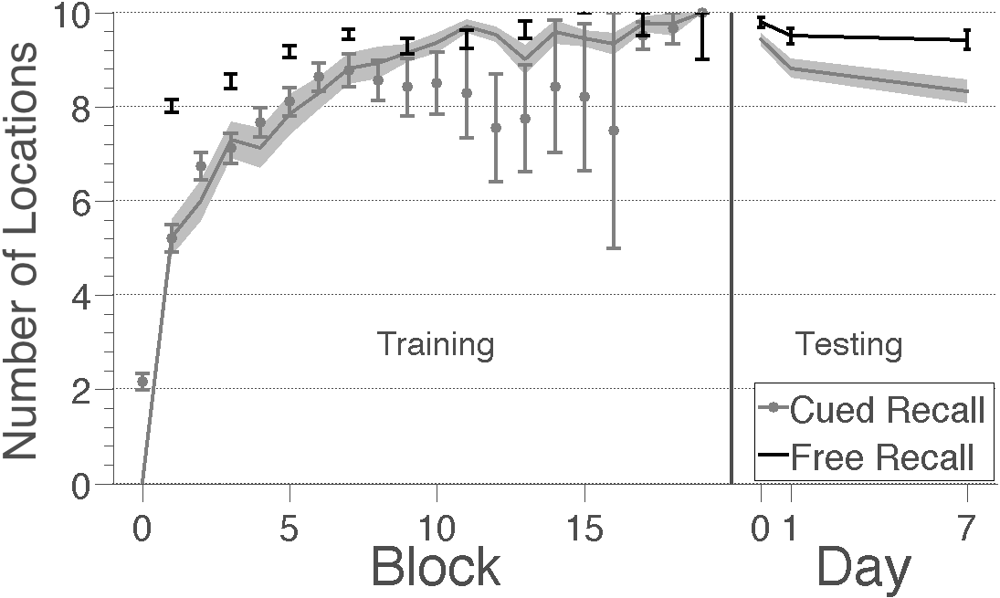 Number of Locations
10
8
6
4
2
0
Training
Testing
Cued Recall
Free Recall
0 5 10 15
0 1 7
Block
Day